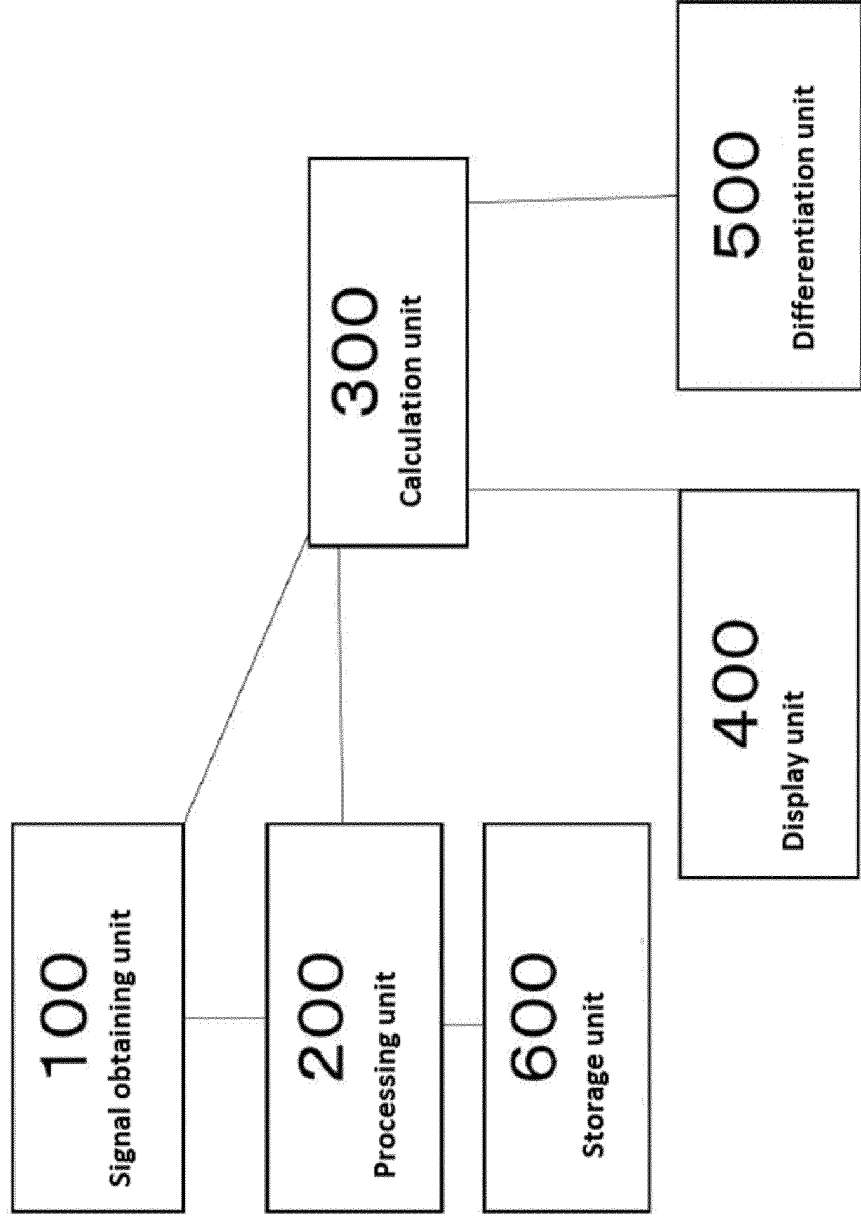 100
Signal obtaining unit
200
Processing unit
600
Storage unit
300
Calculation unit
400
Display unit
500
Differentiation unit